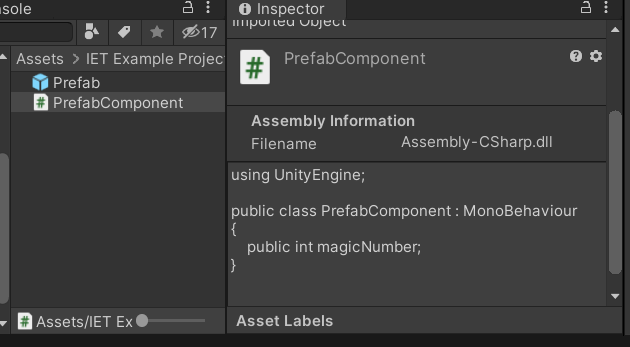 nsole
17
Assets > IET Example Projec
Prefab
PrefabComponent
Assets/IET Ex
Inspector
Imported Object
PrefabComponent
Assembly Information
Filename Assembly-CSharp.dll
using UnityEngine;
public class PrefabComponent : MonoBehaviour
{
public int magicNumber;
}
Asset Labels